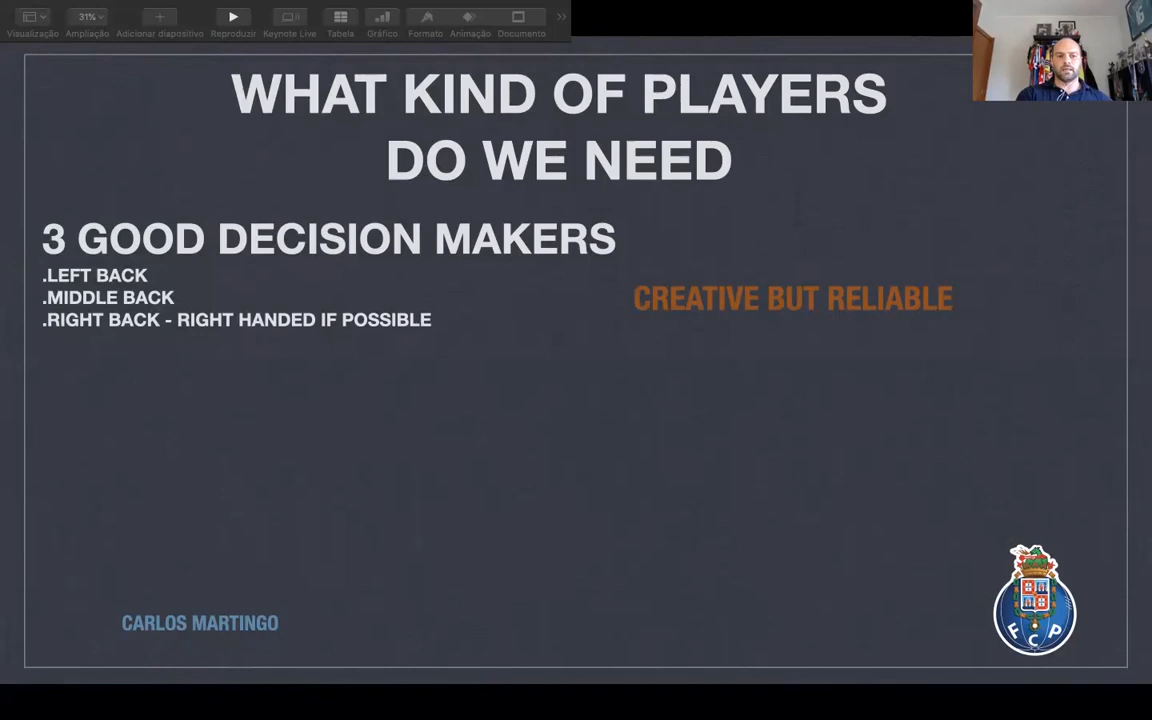 31%
Visualização
Ampliação
Adicionar diapositivo
Reproduzir
Keynote Live
Tabela
Gráfico
Formato
Animação
Documento
WHAT KIND OF PLAYERS
DO WE NEED
3 GOOD DECISION MAKERS
.LEFT BACK
.MIDDLE BACK
.RIGHT BACK - RIGHT HANDED IF POSSIBLE
CREATIVE BUT RELIABLE
CARLOS MARTINGO
F C P